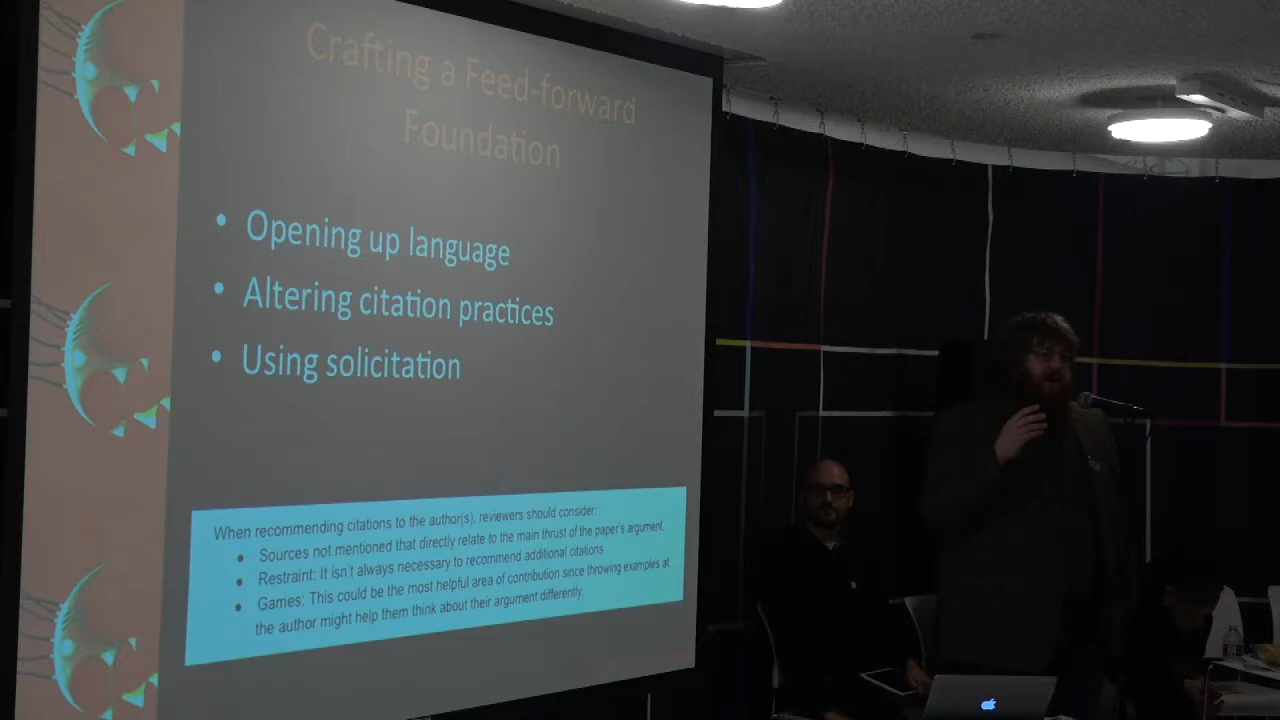 Crafting a Feed-forward
Foundation
• Opening up language
• Altering citation practices
• Using solicitation
When recommending citations to the author(s), reviewers should consider:
● Sources not mentioned that directly relate to the main thrust of the paper's argument.
● Restraint: It isn't always necessary to recommend additional citations
● Games: This could be the most helpful area of contribution since throwing examples at
the author might help them think about their argument differently.